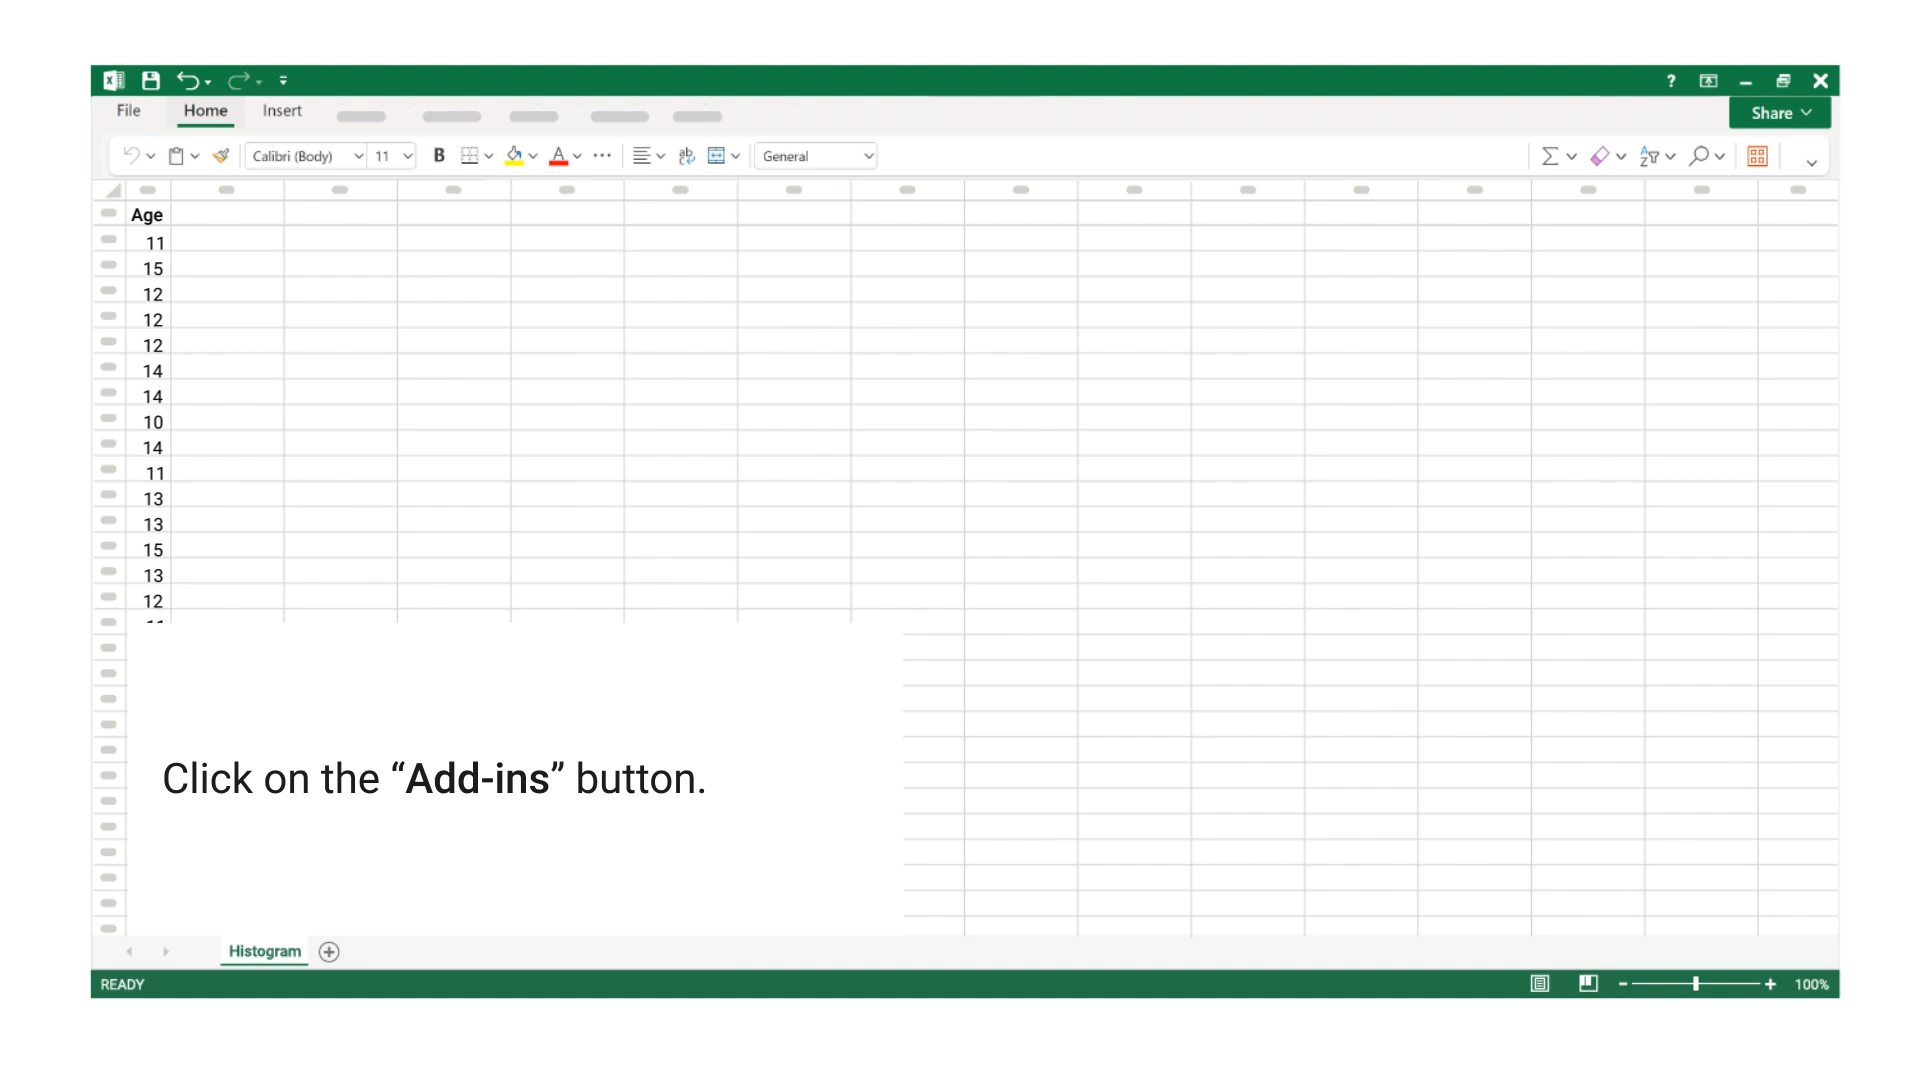 File Home Insert Share
Calibri (Body) 11 B A General
Age
11
15
12
12
12
14
14
10
14
11
13
13
15
13
12
Click on the “Add-ins” button.
Histogram
READY 100%